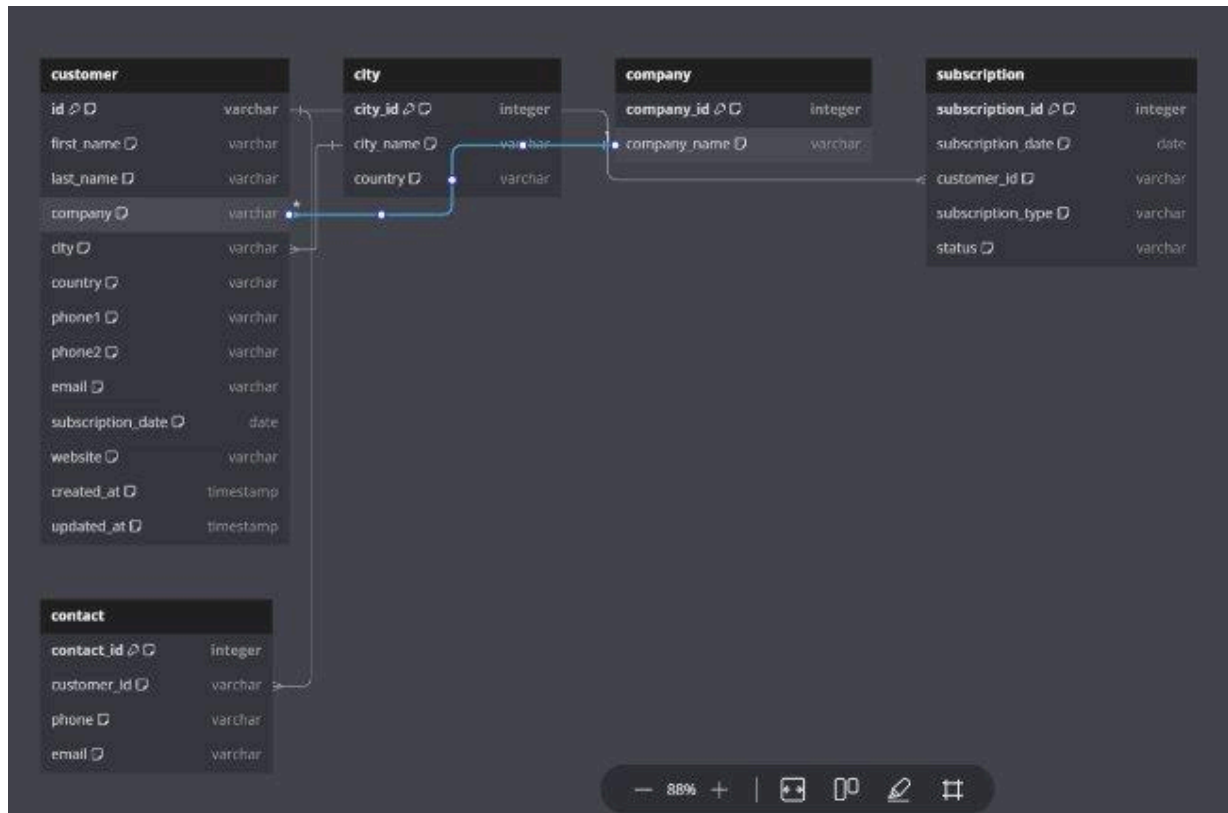 customer
id varchar
first_name varchar
last_name varchar
company varchar
*
city varchar
country varchar
phone1 varchar
phone2 varchar
email varchar
subscription_date date
website varchar
created_at timestamp
updated_at timestamp
city
city_id integer
city_name varchar
country varchar
company
company_id integer
company_name varchar
subscription
subscription_id integer
subscription_date date
customer_id varchar
subscription_type varchar
status varchar
contact
contact_id integer
customer_id varchar
phone varchar
email varchar
88%